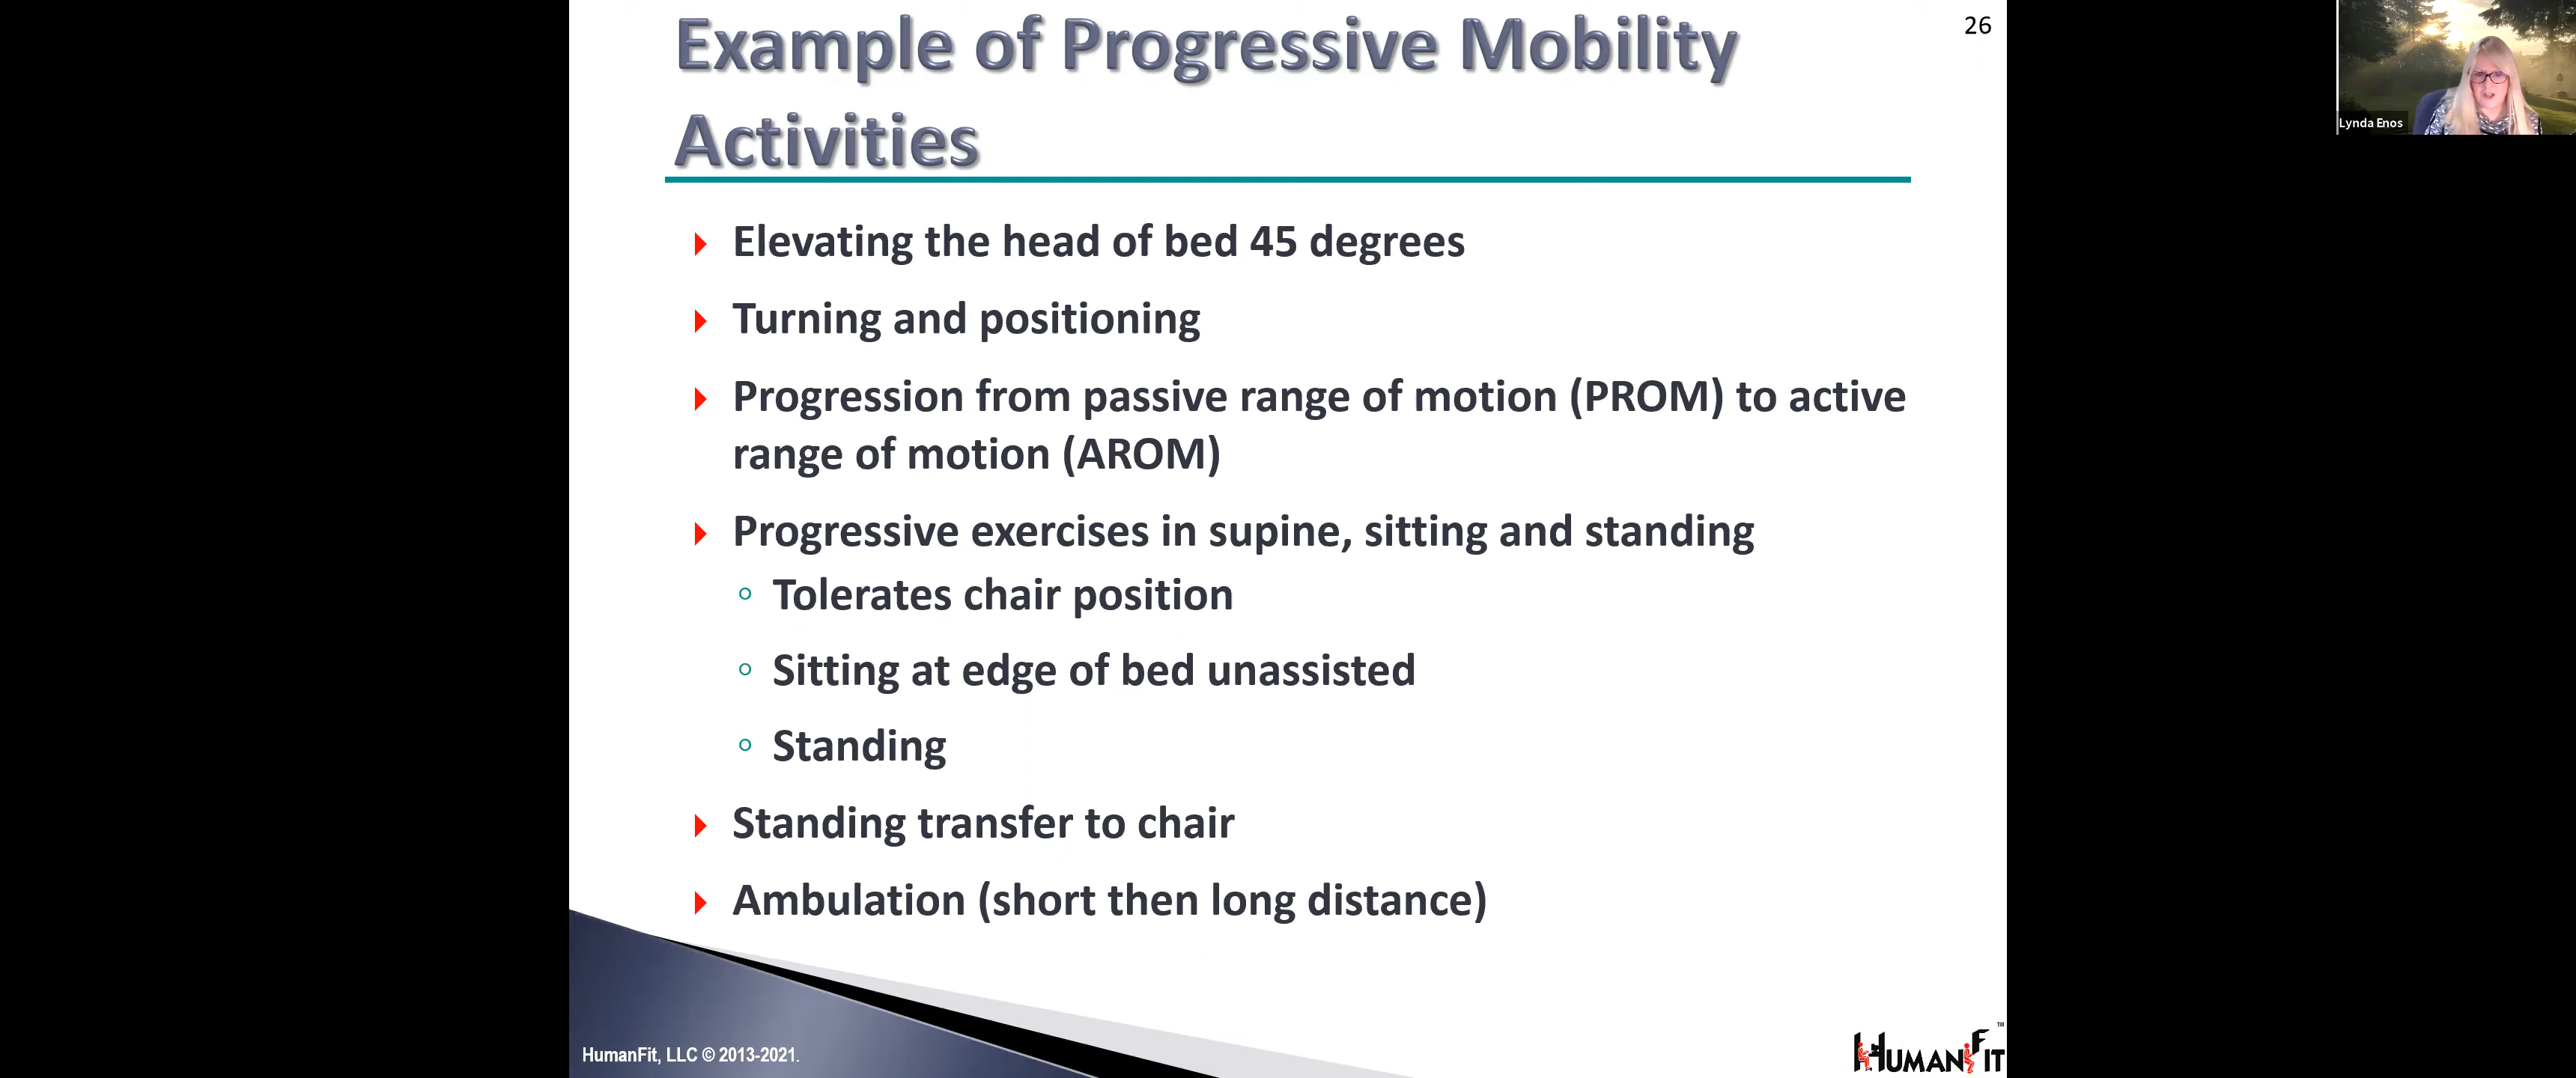 Example of Progressive Mobility
Activities
26
Lynda Enos
Elevating the head of bed 45 degrees
Turning and positioning
Progression from passive range of motion (PROM) to active
range of motion (AROM)
Progressive exercises in supine, sitting and standing
Tolerates chair position
Sitting at edge of bed unassisted
Standing
Standing transfer to chair
Ambulation (short then long distance)
HumanFit, LLC © 2013-2021.
HUMANFIT™